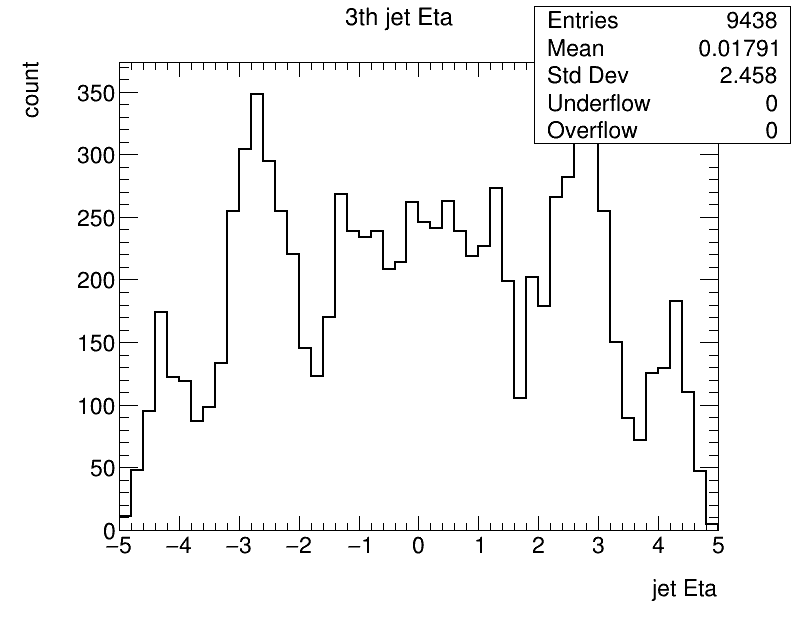 3th jet Eta
Entries 9438
Mean 0.01791
Std Dev 2.458
Underflow 0
Overflow 0
count
350
300
250
200
150
100
50
0
−5 −4 −3 −2 −1 0 1 2 3 4 5
jet Eta